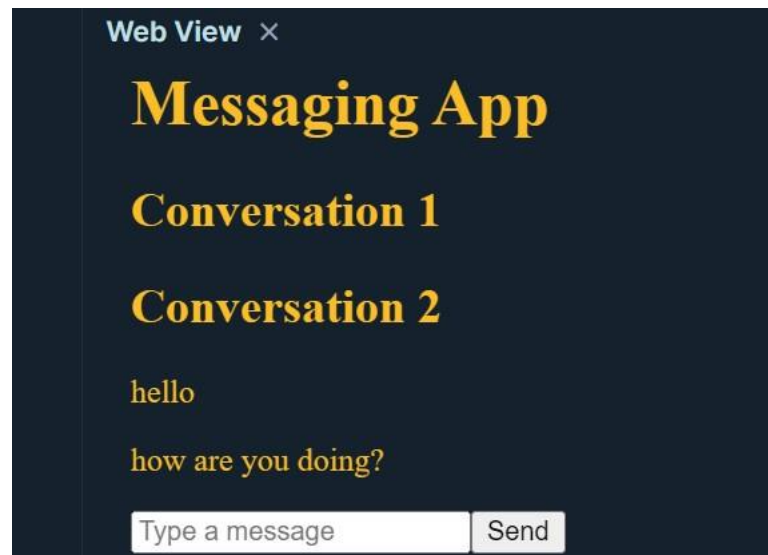 Web View ×
Messaging App
Conversation 1
Conversation 2
hello
how are you doing?
Type a message Send